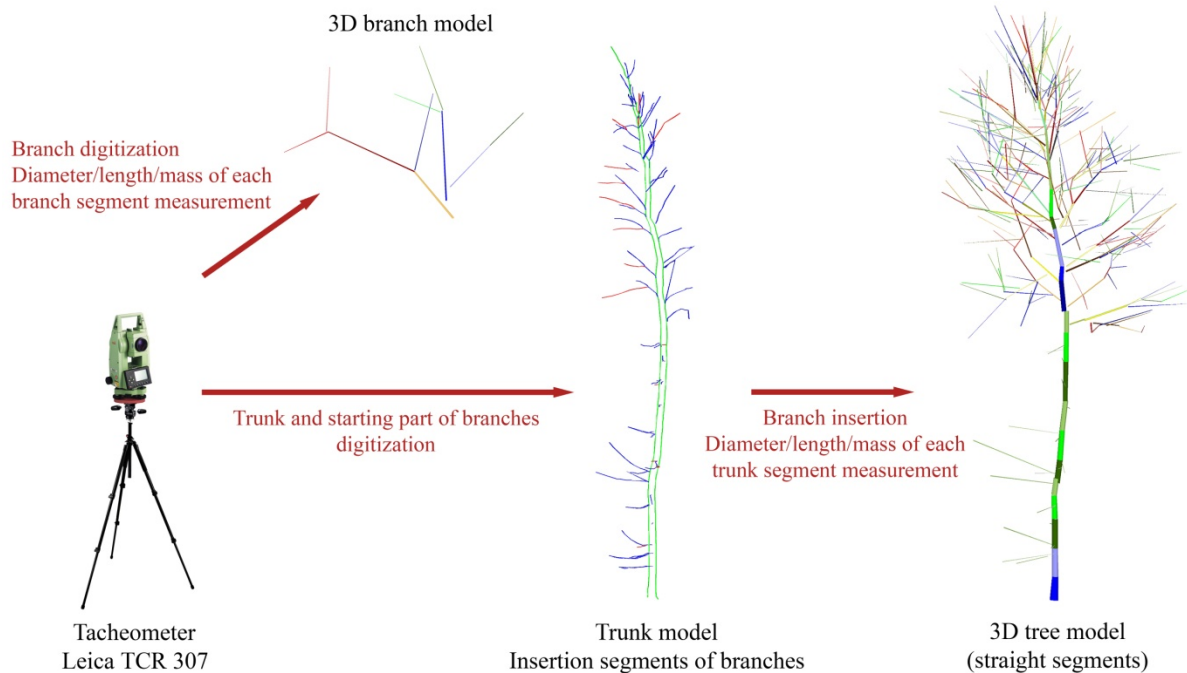 3D branch model
Branch digitization
Diameter/length/mass of each
branch segment measurement
Trunk and starting part of branches
digitization
Branch insertion
Diameter/length/mass of each
trunk segment measurement
Tacheometer
Leica TCR 307
Trunk model
Insertion segments of branches
3D tree model
(straight segments)